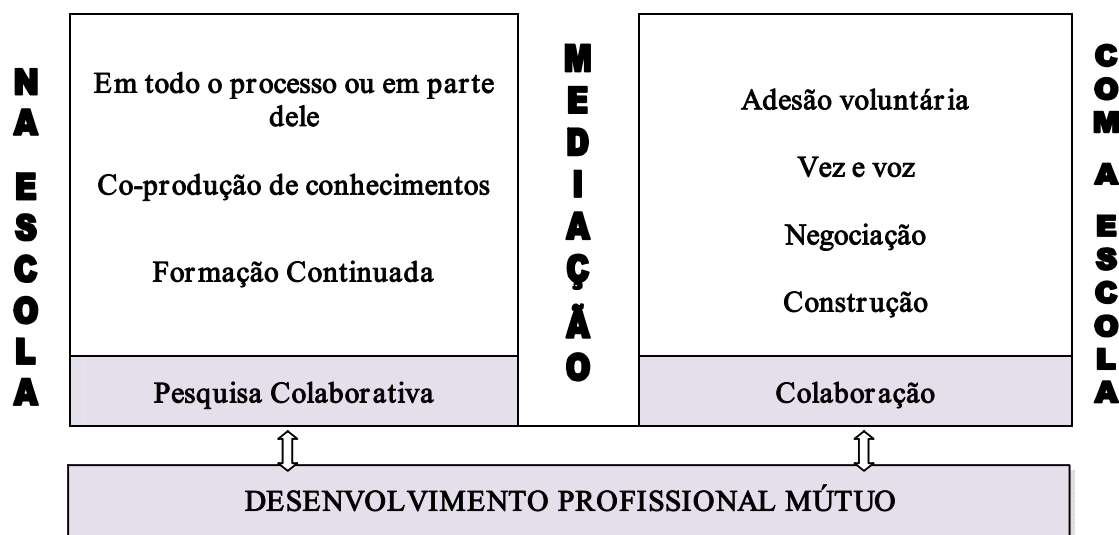 NA ESCOLA
Em todo o processo ou em parte
dele
Co-produção de conhecimentos
Formação Continuada
Pesquisa Colaborativa
MEDIAÇÃO
Adesão voluntária
Vez e voz
Negociação
Construção
Colaboração
COM A ESCOLA
DESENVOLVIMENTO PROFISSIONAL MÚTUO